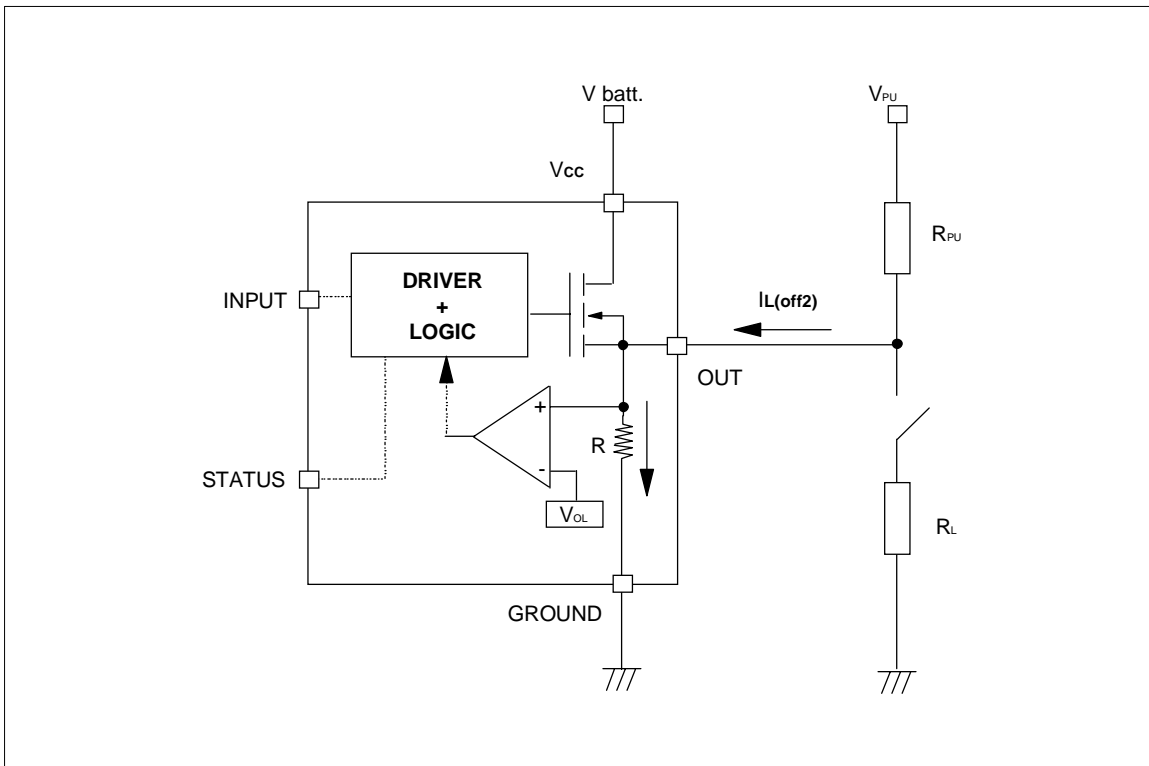 V batt.
VPU
Vcc
RPU
DRIVER
+
LOGIC
INPUT
IL(off2)
OUT
+
R
-
STATUS
VOL
RL
GROUND